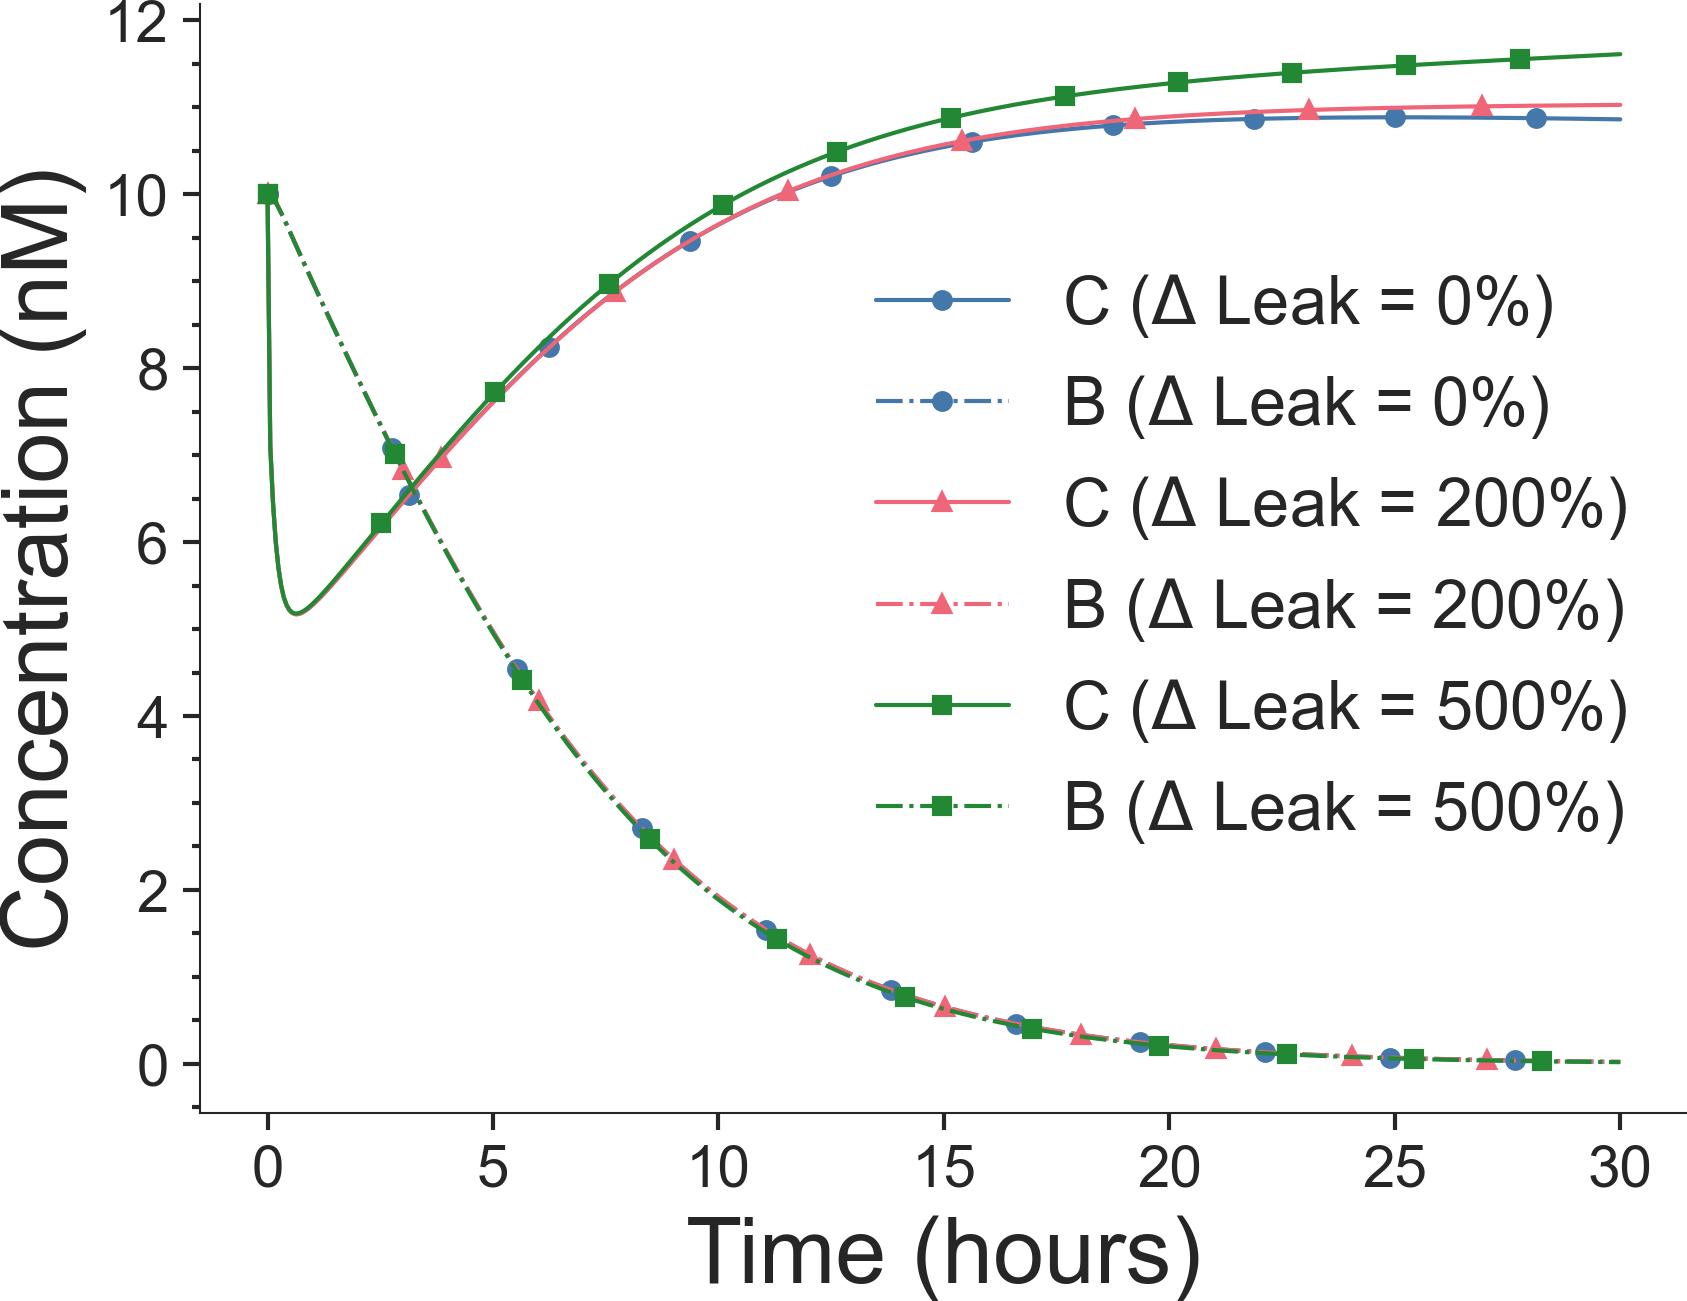 Concentration (nM)
12
10
8
6
4
2
0
C (Δ Leak = 0%)
B (Δ Leak = 0%)
C (Δ Leak = 200%)
B (Δ Leak = 200%)
C (Δ Leak = 500%)
B (Δ Leak = 500%)
0 5 10 15 20 25 30
Time (hours)